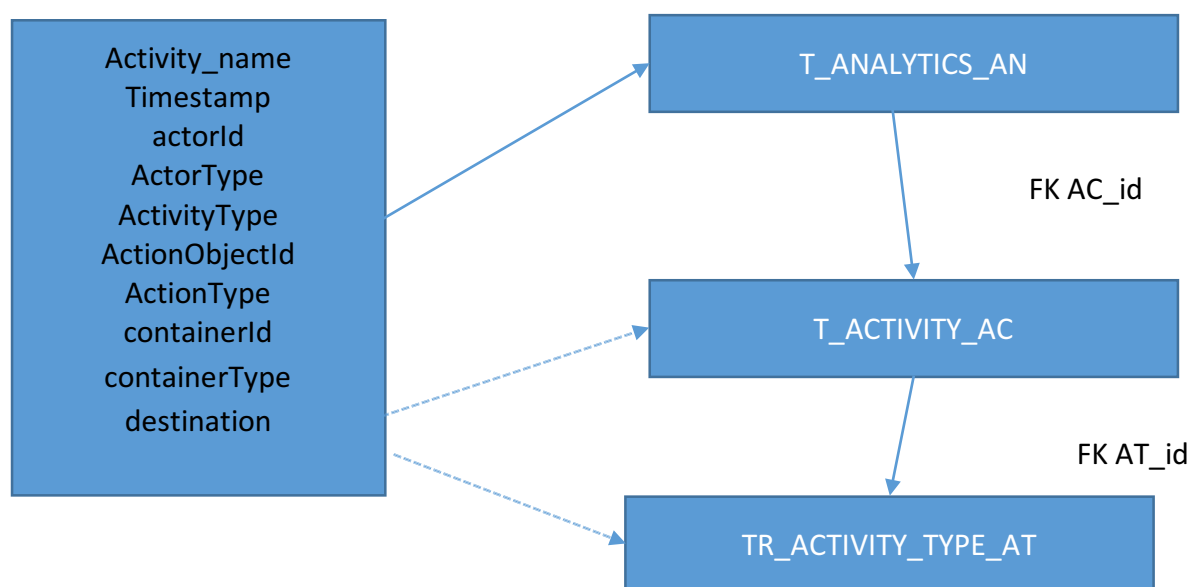 Activity_name
Timestamp
actorId
ActorType
ActivityType
ActionObjectId
ActionType
containerId
containerType
destination
T_ANALYTICS_AN
FK AC_id
T_ACTIVITY_AC
FK AT_id
TR_ACTIVITY_TYPE_AT